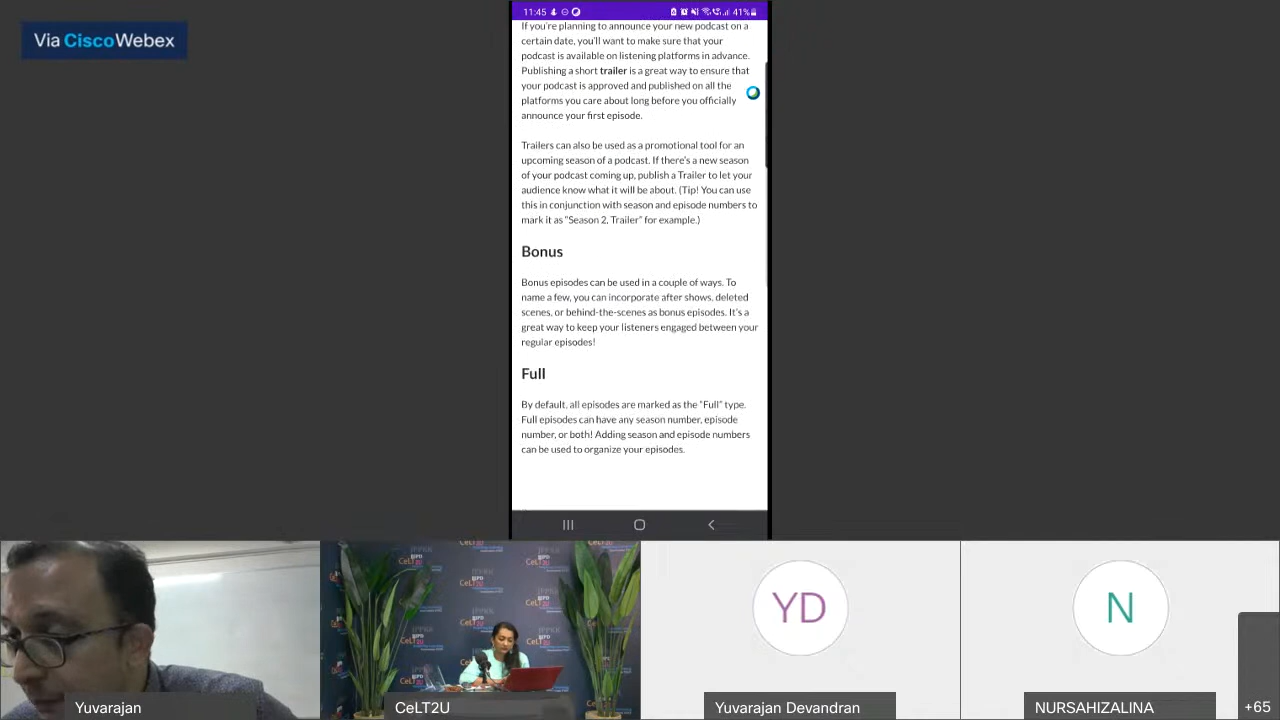 Via Cisco Webex
11:45
41%
If you're planning to announce your new podcast on a
certain date, you'll want to make sure that your
podcast is available on listening platforms in advance.
Publishing a short trailer is a great way to ensure that
your podcast is approved and published on all the
platforms you care about long before you officially
announce your first episode.
Trailers can also be used as a promotional tool for an
upcoming season of a podcast. If there's a new season
of your podcast coming up, publish a Trailer to let your
audience know what it will be about. (Tip! You can use
this in conjunction with season and episode numbers to
mark it as "Season 2, Trailer" for example.)
Bonus
Bonus episodes can be used in a couple of ways. To
name a few, you can incorporate after shows, deleted
scenes, or behind-the-scenes as bonus episodes. It's a
great way to keep your listeners engaged between your
regular episodes!
Full
By default, all episodes are marked as the "Full" type.
Full episodes can have any season number, episode
number, or both! Adding season and episode numbers
can be used to organize your episodes.
CeLT2U
YD
N
Yuvarajan
CeLT2U
Yuvarajan Devandran
NURSAHIZALINA
+65